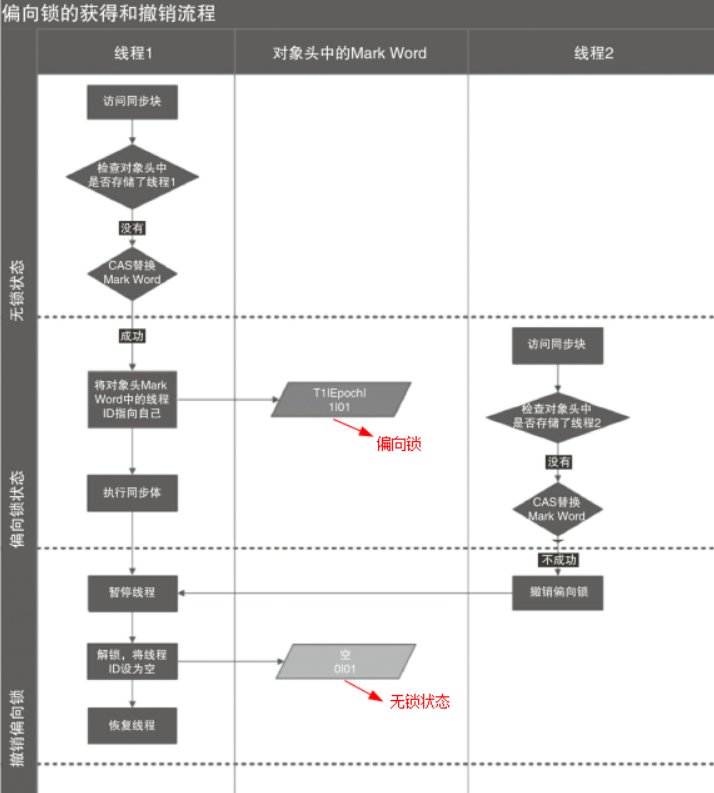 偏向锁的获得和撤销流程
线程1
对象头中的Mark Word
线程2
无锁状态
访问同步块
检查对象头中
是否存储了线程1
没有
CAS替换
Mark Word
偏向锁状态
成功
将对象头Mark
Word中的线程
ID指向自己
T1|Epoch|
1|01
偏向锁
执行同步体
访问同步块
检查对象头中
是否存储了线程2
没有
CAS替换
Mark Word
撤销偏向锁
不成功
撤销偏向锁
暂停线程
解锁，将线程
ID设为空
空
0|01
无锁状态
恢复线程